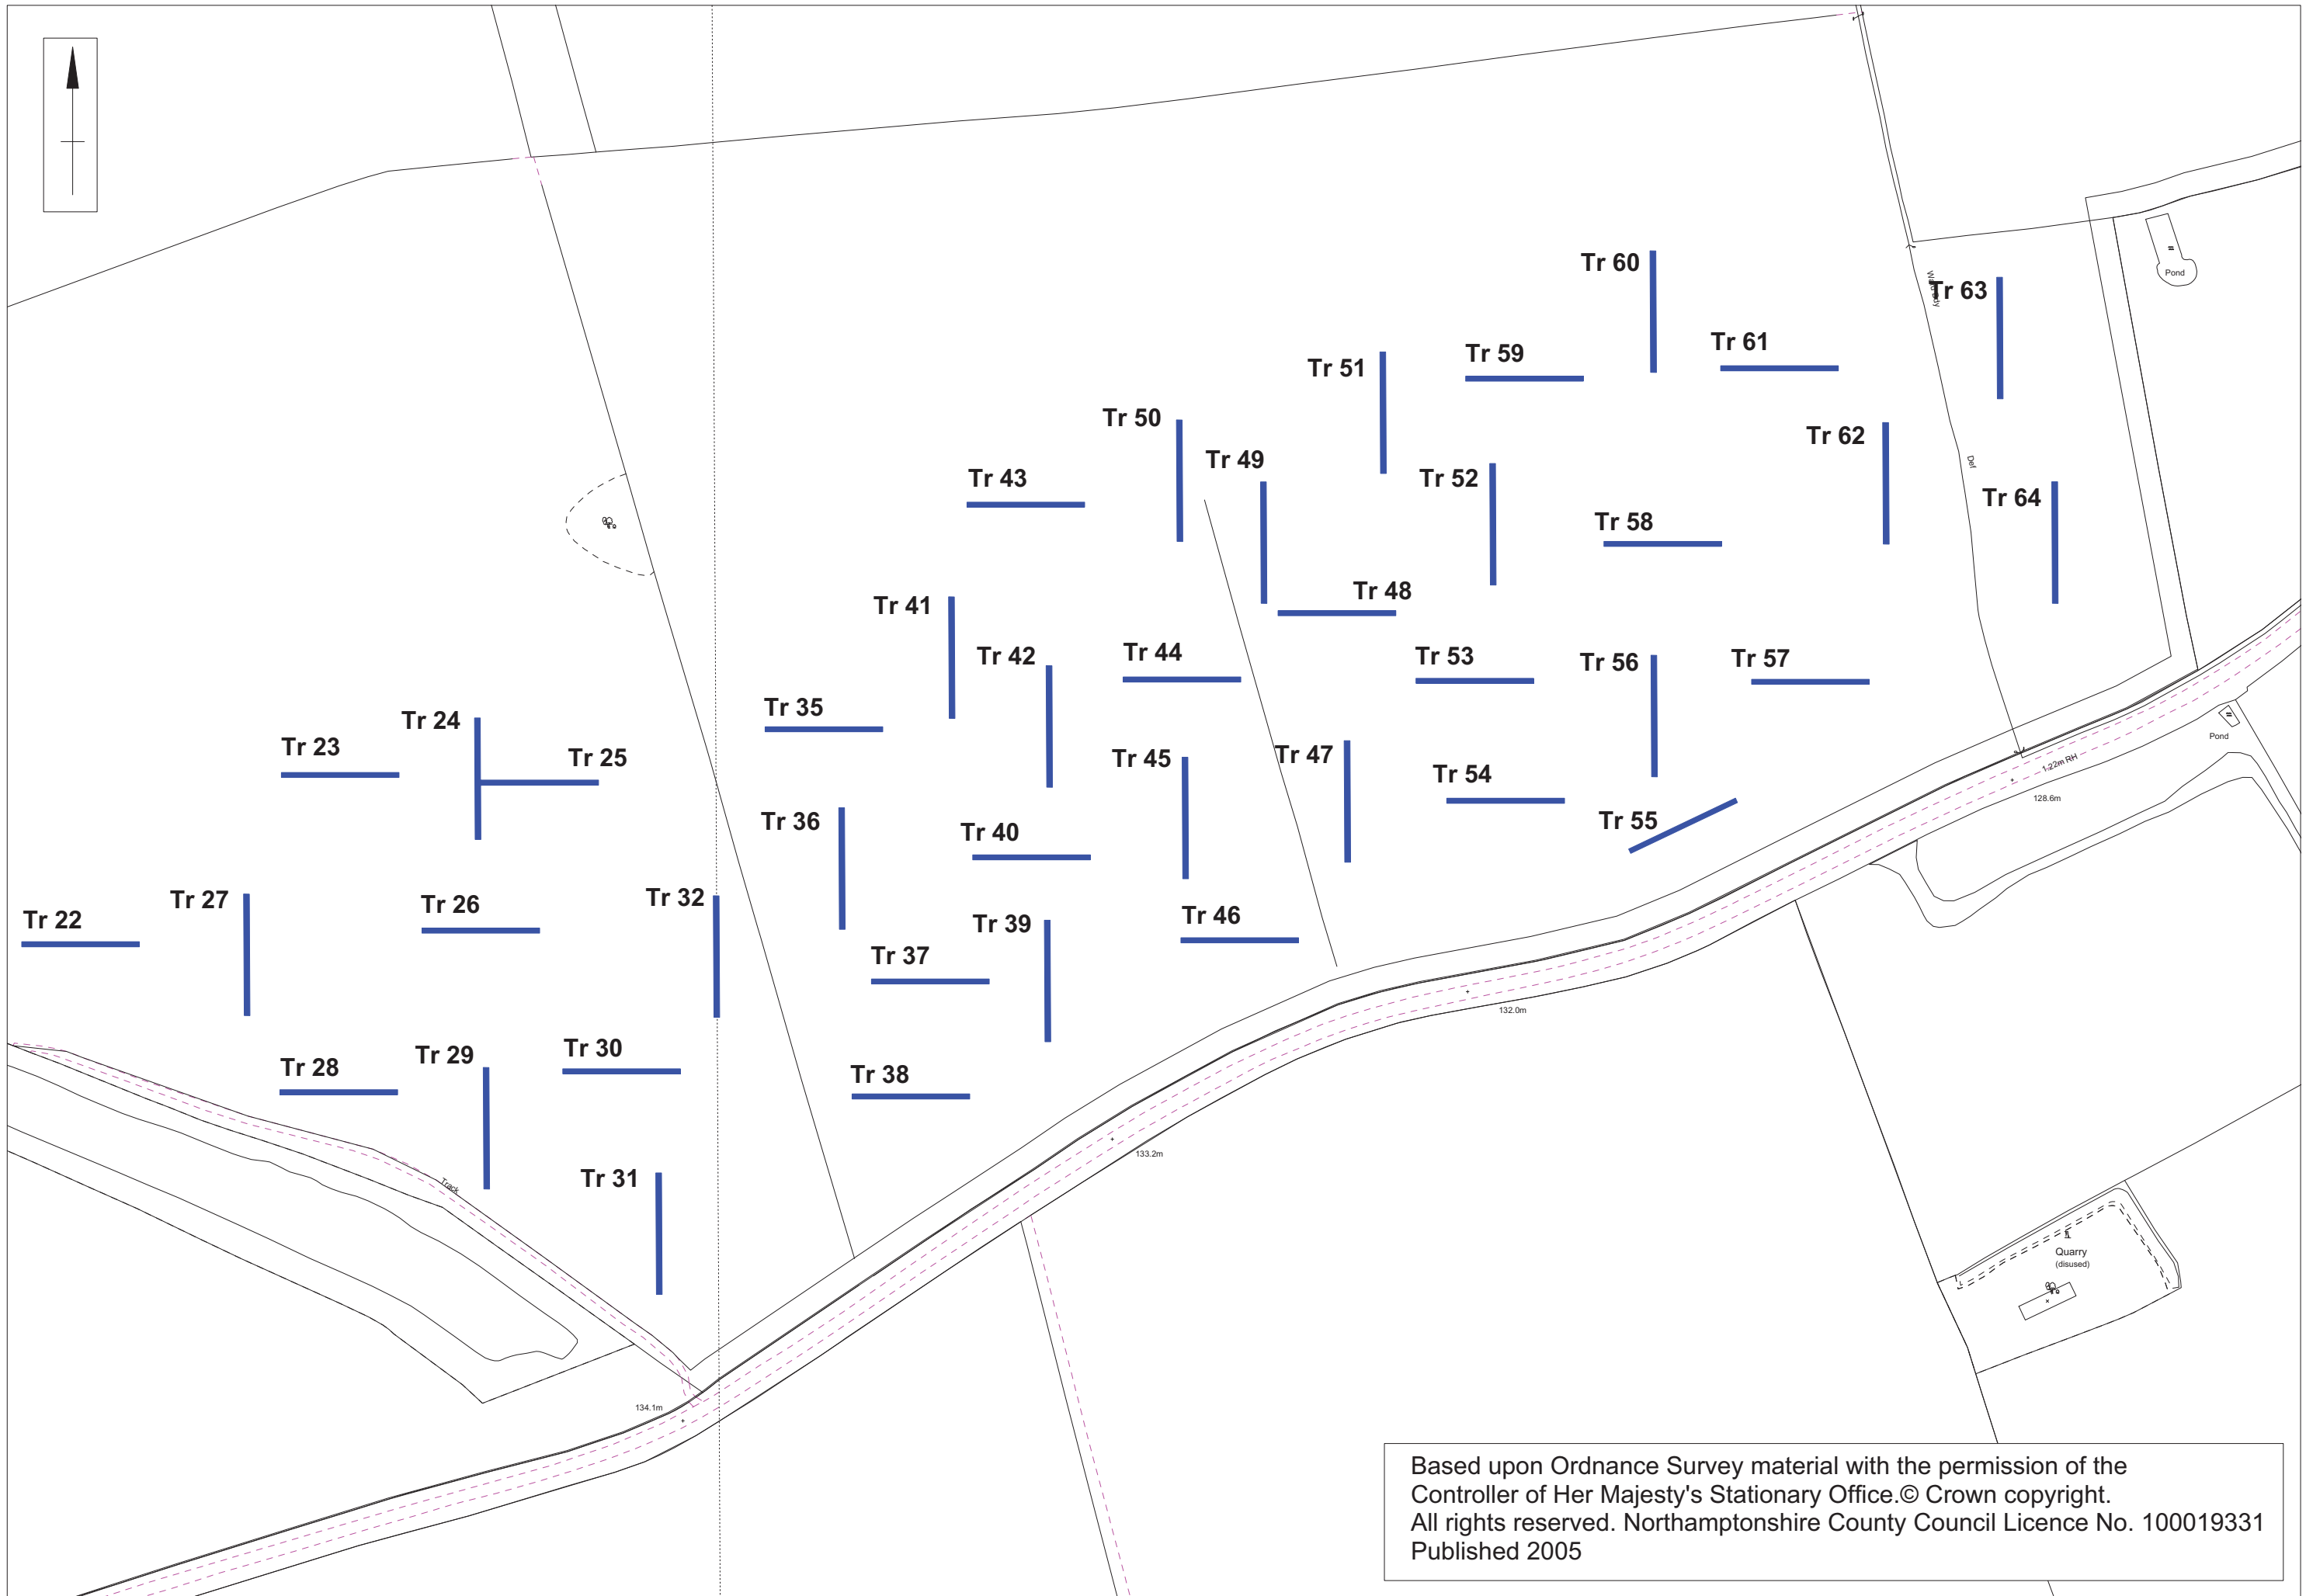 Tr 60
Tr 63
Pond
Tr 61
Tr 59
Tr 51
Tr 50
Tr 62
Def
Tr 49
Tr 43
Tr 52
Tr 64
Tr 58
Tr 48
Tr 41
Tr 42
Tr 44
Tr 53
Tr 56
Tr 57
Tr 35
Tr 24
Tr 23
Tr 25
Tr 45
Tr 47
Pond
1.22m RH
Tr 54
128.6m
Tr 36
Tr 55
Tr 40
Tr 27
Tr 32
Tr 26
Tr 22
Tr 46
Tr 39
Tr 37
132.0m
Tr 30
Tr 29
Tr 28
Tr 38
133.2m
Tr 31
Track
Quarry
(disused)
134.1m
Based upon Ordnance Survey material with the permission of the
Controller of Her Majesty's Stationary Office.© Crown copyright.
All rights reserved. Northamptonshire County Council Licence No. 100019331
Published 2005